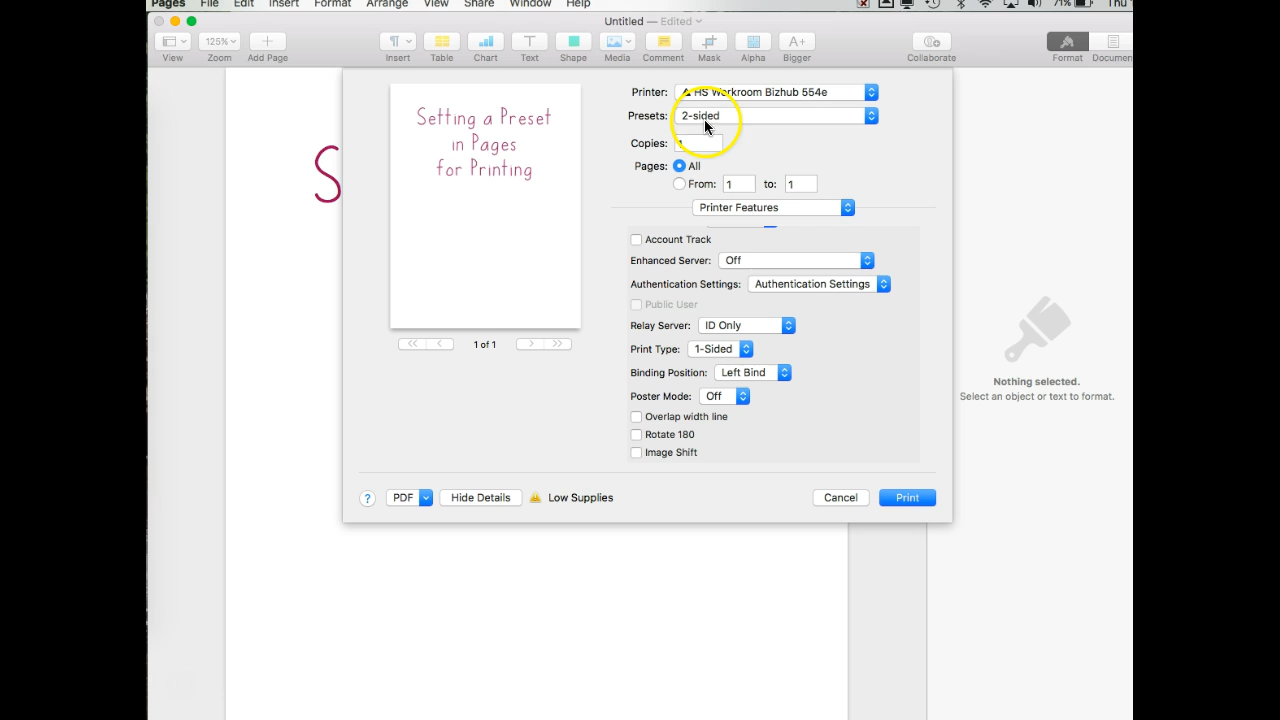 Pages File Edit Insert Format Arrange View Share Window Help 71% Thu
Untitled — Edited
125%
View Zoom Add Page Insert Table Chart Text Shape Media Comment Mask Alpha Bigger Collaborate Format Documen
Printer: HS Workroom Bizhub 554e
Presets: 2-sided
Copies:
Pages: All
From: 1 to: 1
Printer Features
Setting a Preset
in Pages
for Printing
S
1 of 1
Account Track
Enhanced Server: Off
Authentication Settings: Authentication Settings
Public User
Relay Server: ID Only
Print Type: 1-Sided
Binding Position: Left Bind
Poster Mode: Off
Overlap width line
Rotate 180
Image Shift
? PDF Hide Details Low Supplies Cancel Print
Nothing selected.
Select an object or text to format.